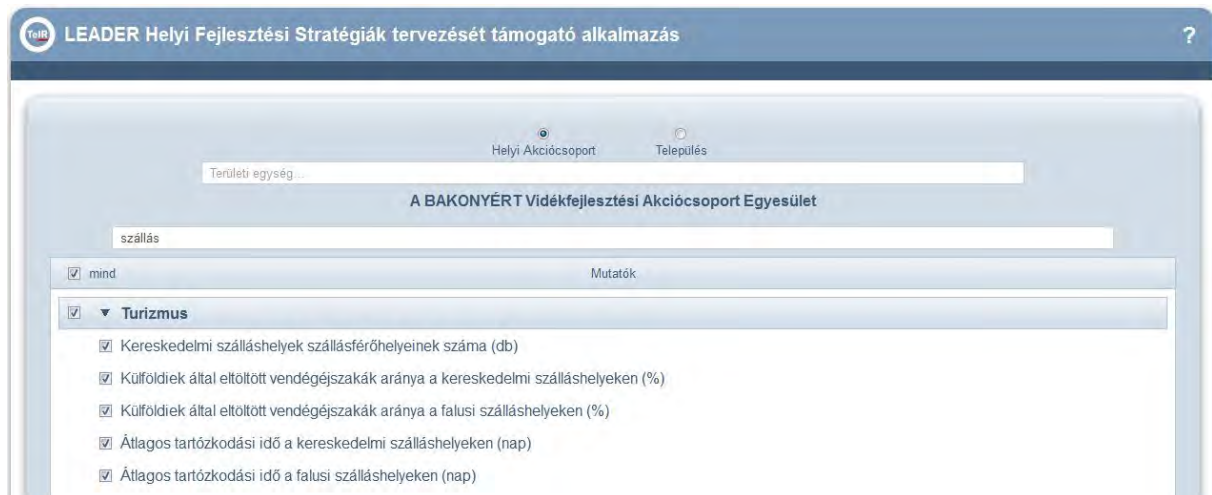 TeIR LEADER Helyi Fejlesztési Stratégiák tervezését támogató alkalmazás ?
Helyi Akciócsoport Település
Területi egység...
A BAKONYÉRT Vidékfejlesztési Akciócsoport Egyesület
szállás
mind Mutatók
Turizmus
Kereskedelmi szálláshelyek szállásférőhelyeinek száma (db)
Külföldiek által eltöltött vendégéjszakák aránya a kereskedelmi szálláshelyeken (%)
Külföldiek által eltöltött vendégéjszakák aránya a falusi szálláshelyeken (%)
Átlagos tartózkodási idő a kereskedelmi szálláshelyeken (nap)
Átlagos tartózkodási idő a falusi szálláshelyeken (nap)